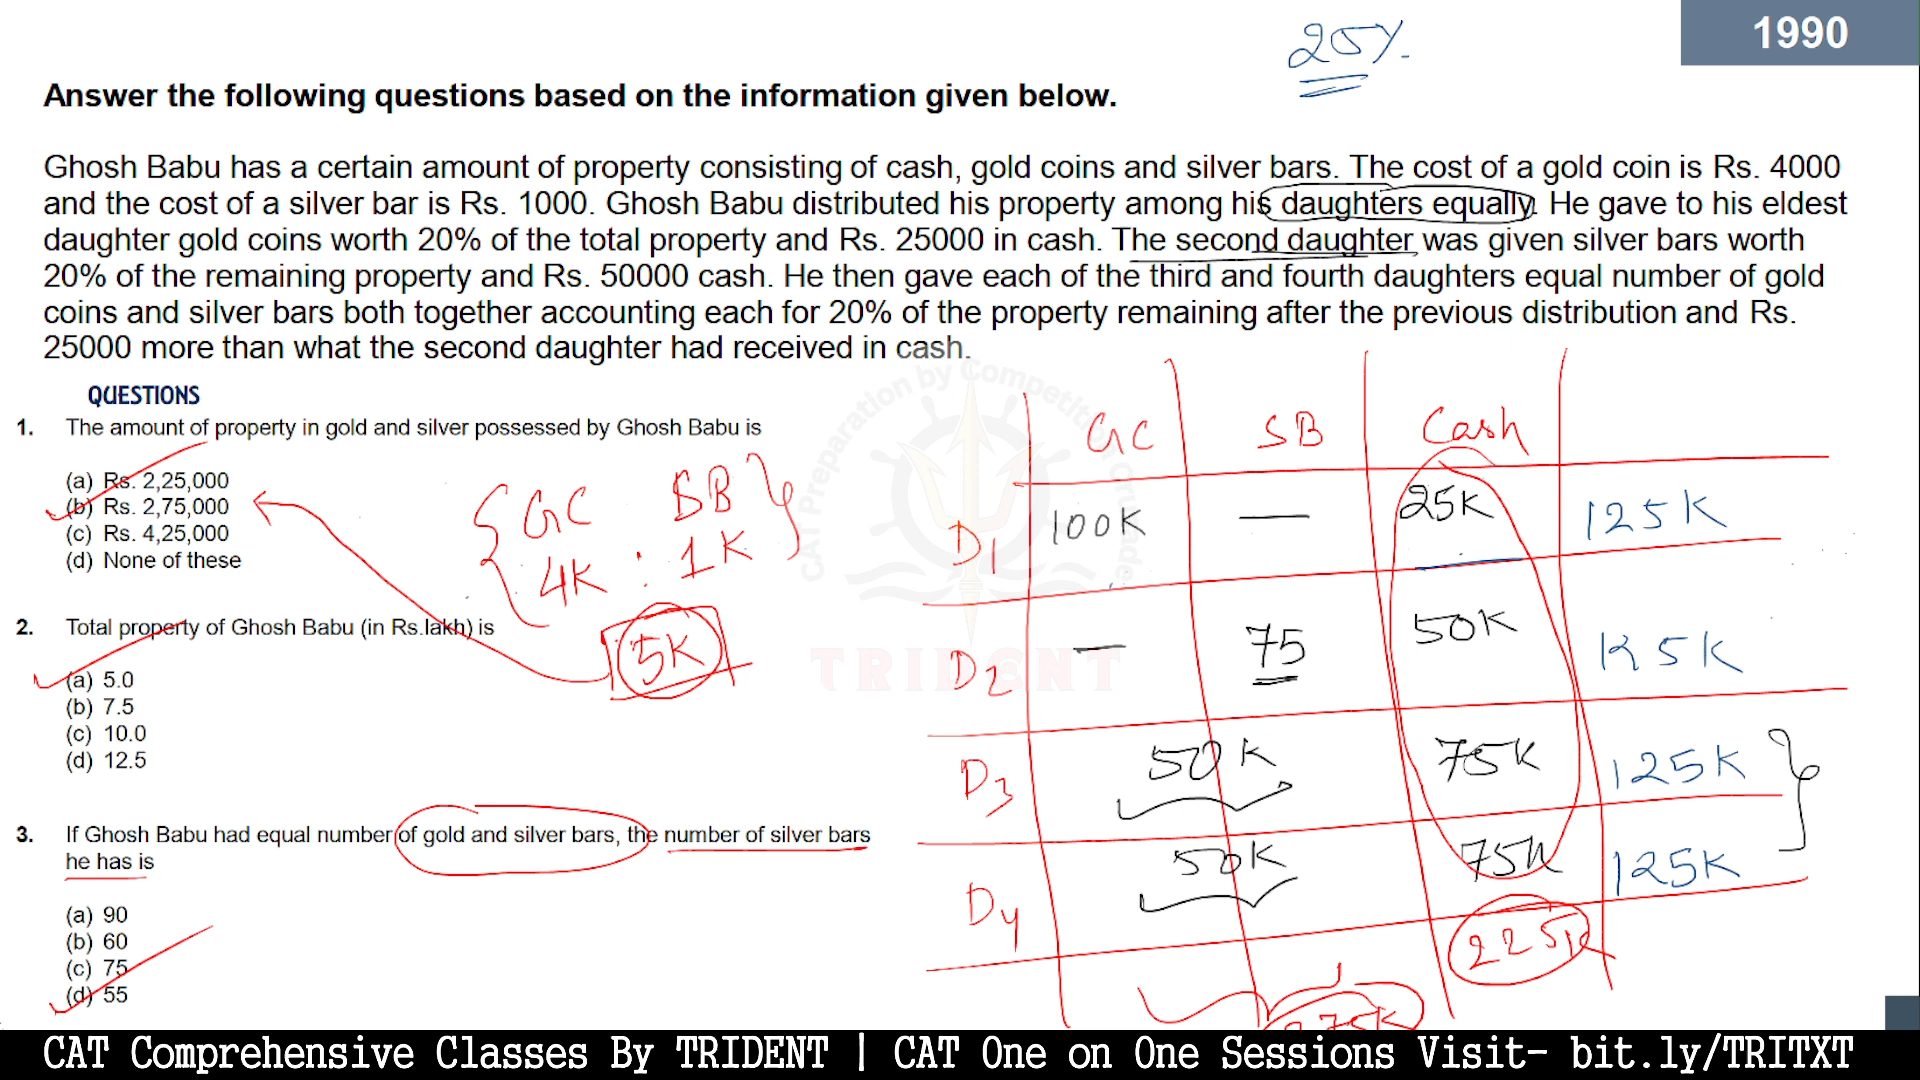 1990
25%.
Answer the following questions based on the information given below.
Ghosh Babu has a certain amount of property consisting of cash, gold coins and silver bars. The cost of a gold coin is Rs. 4000
and the cost of a silver bar is Rs. 1000. Ghosh Babu distributed his property among his daughters equally. He gave to his eldest
daughter gold coins worth 20% of the total property and Rs. 25000 in cash. The second daughter was given silver bars worth
20% of the remaining property and Rs. 50000 cash. He then gave each of the third and fourth daughters equal number of gold
coins and silver bars both together accounting each for 20% of the property remaining after the previous distribution and Rs.
25000 more than what the second daughter had received in cash.
QUESTIONS
1. The amount of property in gold and silver possessed by Ghosh Babu is
(a) Rs. 2,25,000
(b) Rs. 2,75,000
(c) Rs. 4,25,000
(d) None of these
GC SB
4K : 1K
5K
2. Total property of Ghosh Babu (in Rs.lakh) is
(a) 5.0
(b) 7.5
(c) 10.0
(d) 12.5
3. If Ghosh Babu had equal number of gold and silver bars, the number of silver bars
he has is
(a) 90
(b) 60
(c) 75
(d) 55
GC SB Cash
D1 100K — 25K 125K
D2 — 75 50K 125K
D3 50K 75K 125K
D4 50K 75K 125K
225K
275K
CAT Preparation by Competition Crusade
TRIDENT
CAT Comprehensive Classes By TRIDENT | CAT One on One Sessions Visit- bit.ly/TRITXT